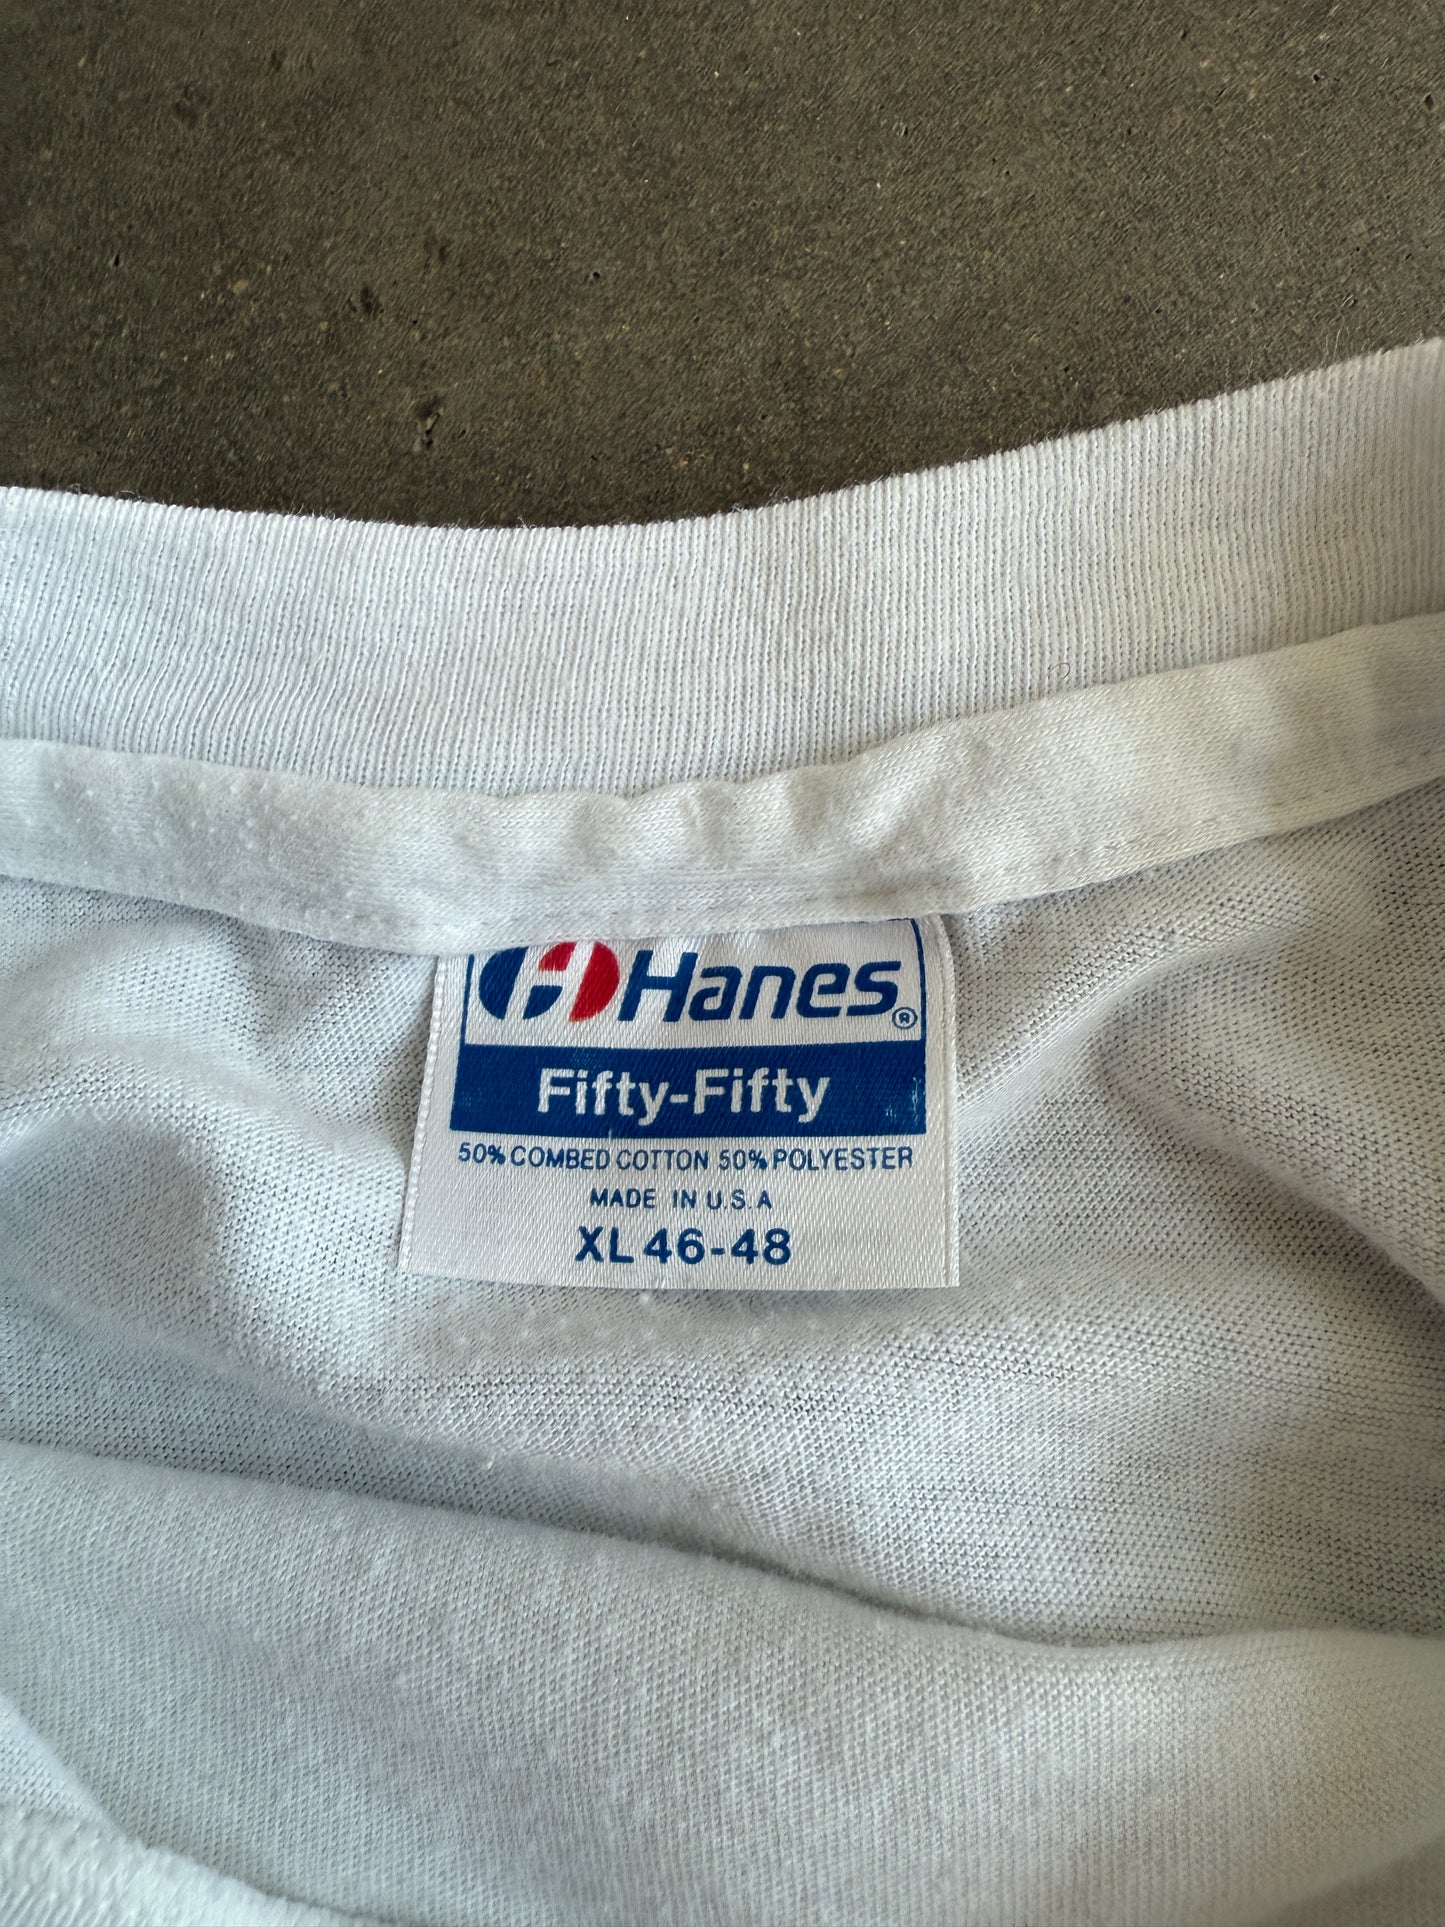 Hanes®
Fifty-Fifty
50% COMBED COTTON 50% POLYESTER
MADE IN U.S.A
XL 46-48